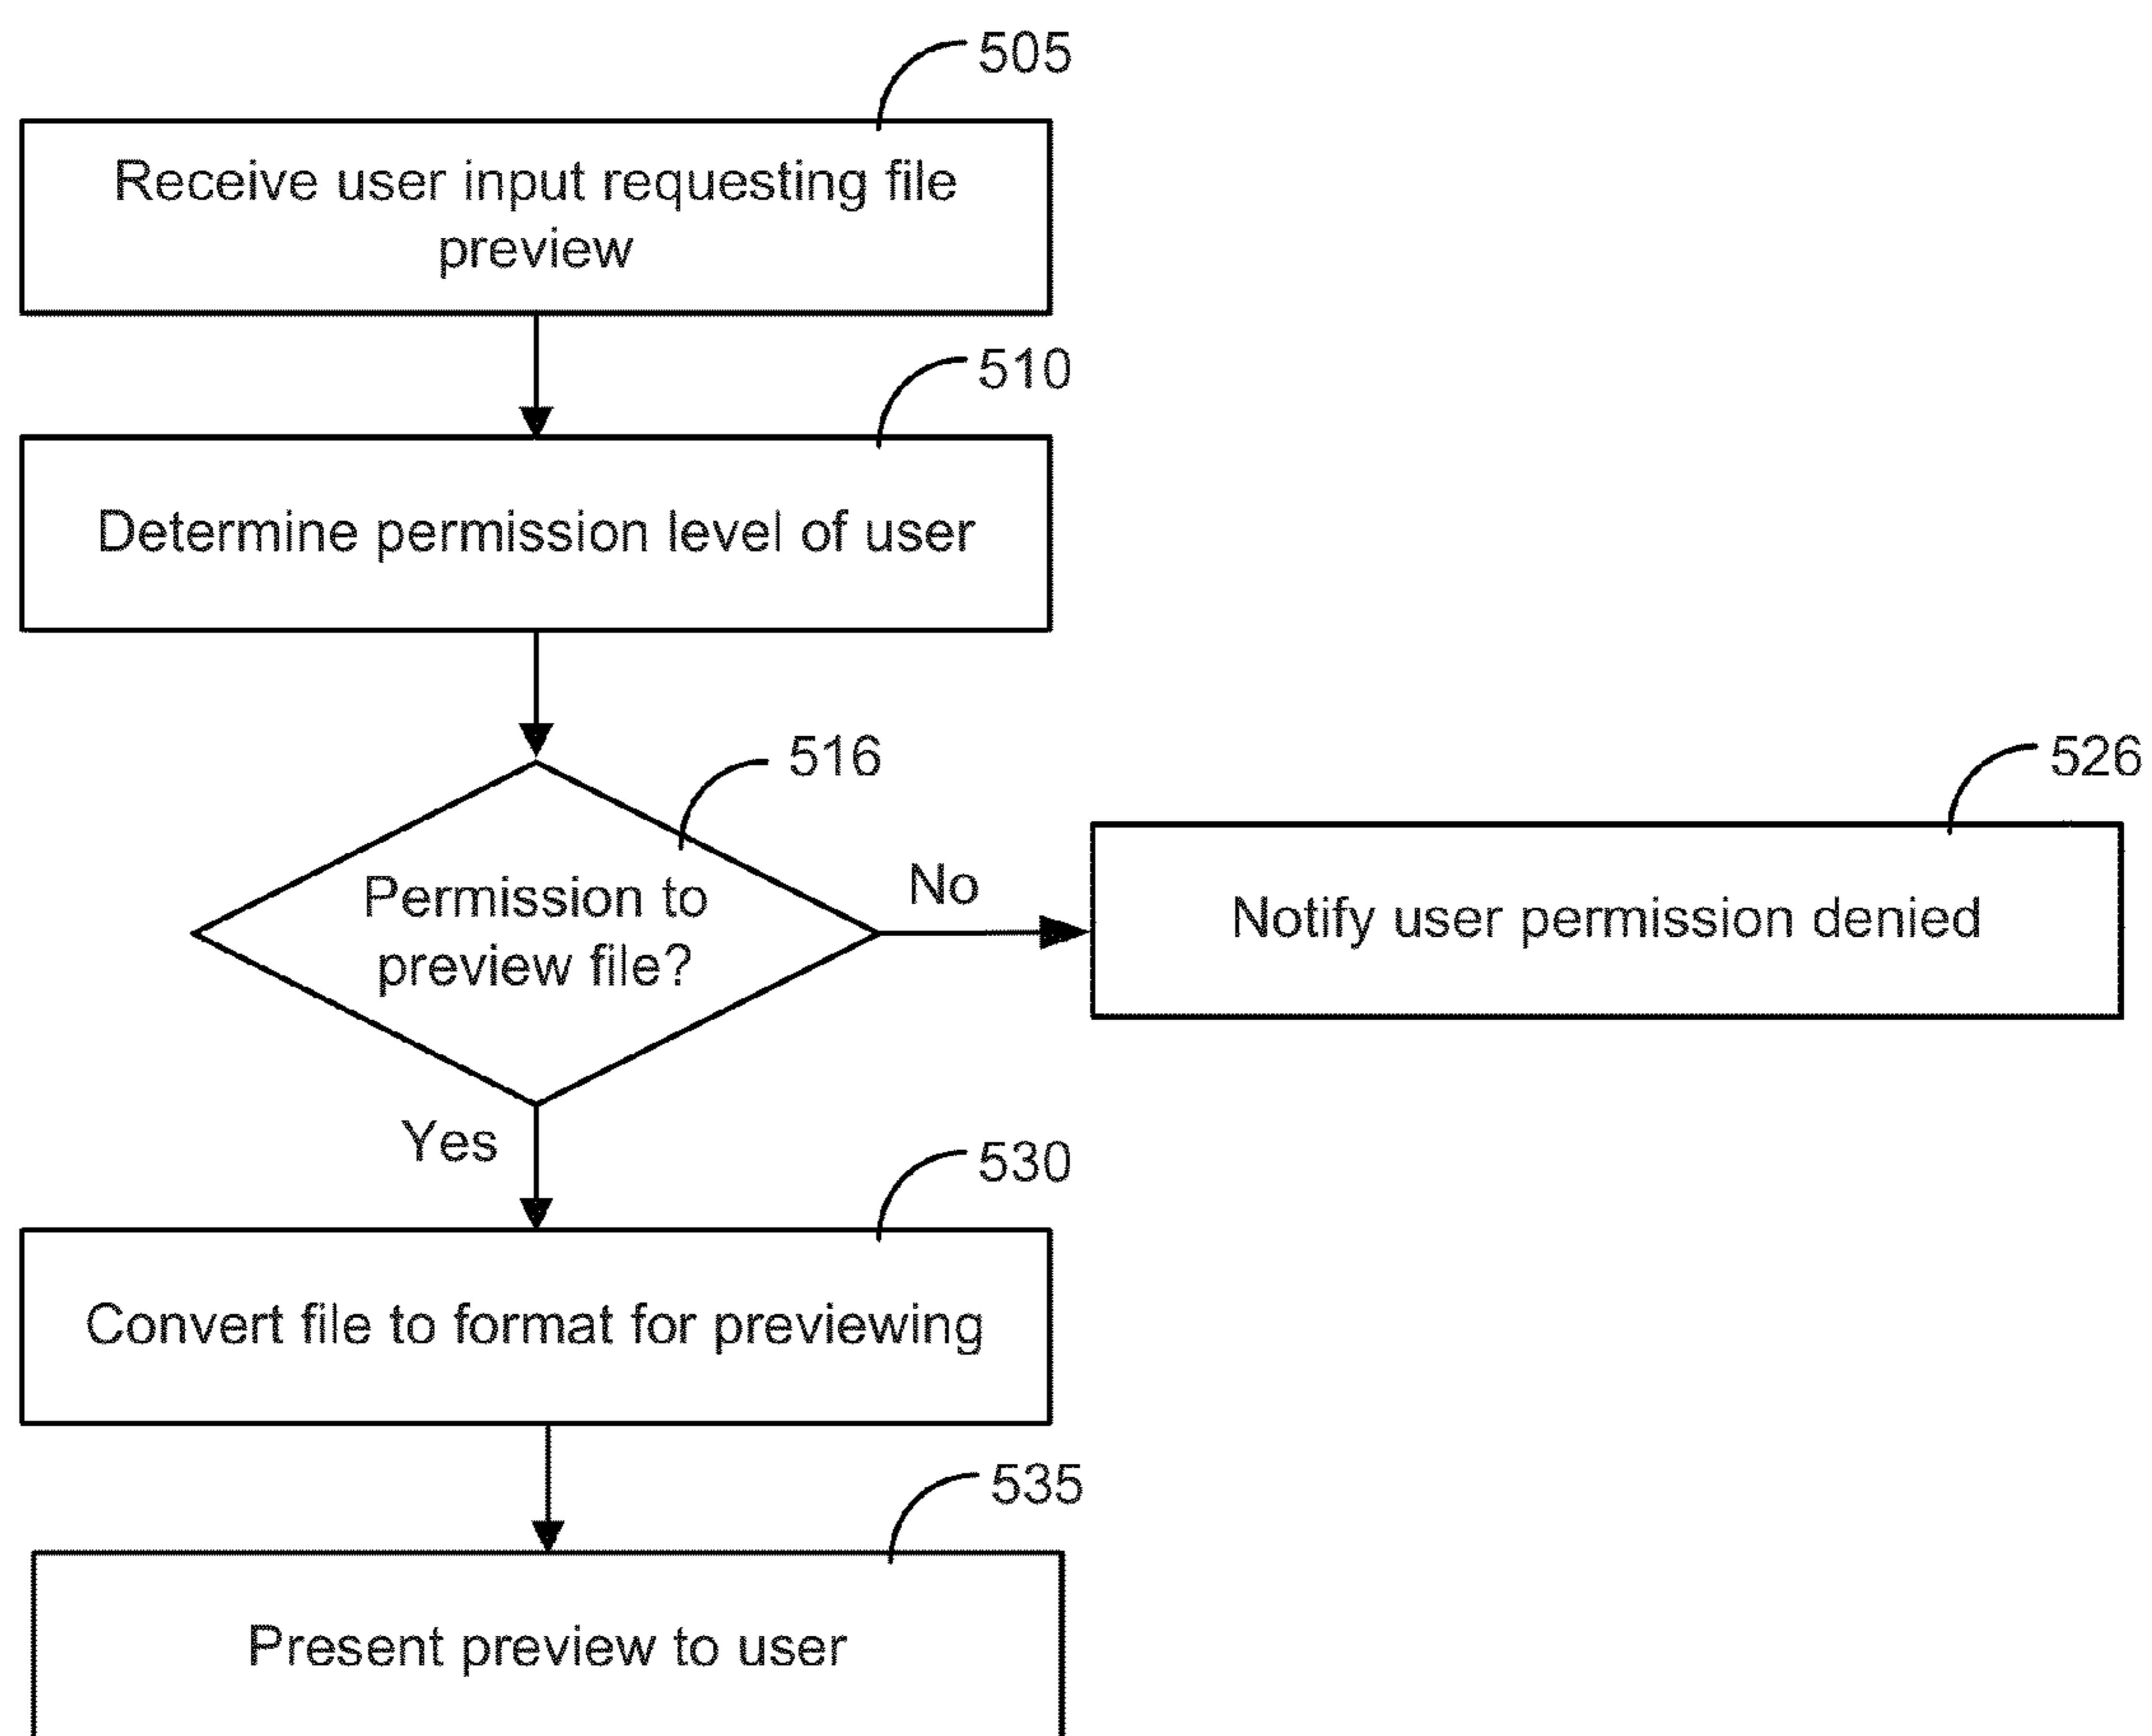 505
Receive user input requesting file
preview
510
Determine permission level of user
516
Permission to
preview file?
No
526
Notify user permission denied
Yes
530
Convert file to format for previewing
535
Present preview to user